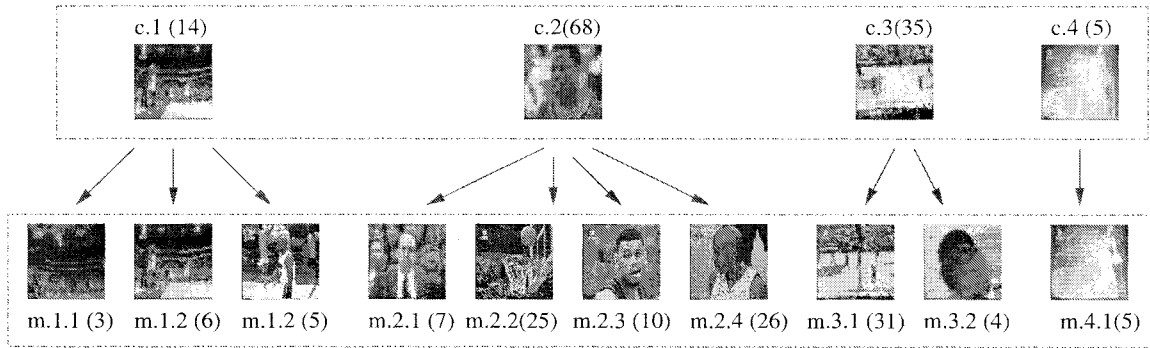 c.1 (14) c.2(68) c.3(35) c.4 (5)
m.1.1 (3) m.1.2 (6) m.1.2 (5) m.2.1 (7) m.2.2(25) m.2.3 (10) m.2.4 (26) m.3.1 (31) m.3.2 (4) m.4.1(5)